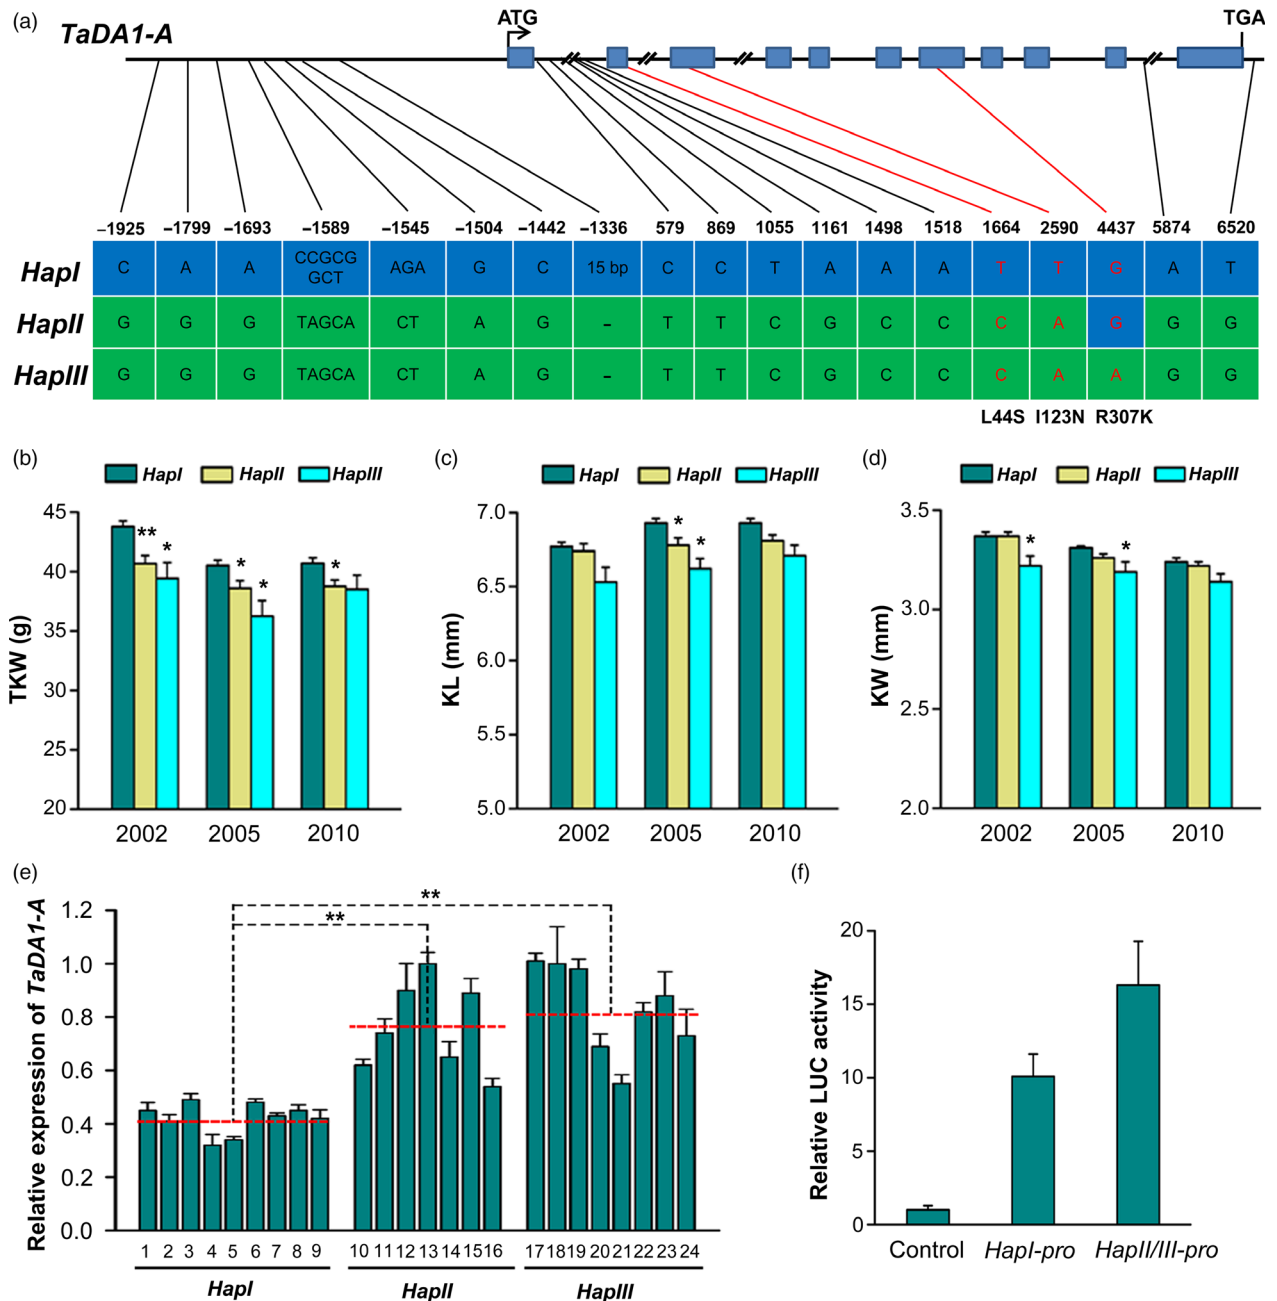 (a)
TaDA1-A
ATG
TGA
–1925 –1799 –1693 –1589 –1545 –1504 –1442 –1336 579 869 1055 1161 1498 1518 1664 2590 4437 5874 6520
HapI C A A CCGCG GCT AGA G C 15 bp C C T A A A T T G A T
HapII G G G TAGCA CT A G – T T C G C C C A G G G
HapIII G G G TAGCA CT A G – T T C G C C C A A G G
L44S I123N R307K
(b)
HapI HapII HapIII
TKW (g)
45
40
35
30
25
20
** * * * *
2002 2005 2010
(c)
HapI HapII HapIII
KL (mm)
7.0
6.5
6.0
5.5
5.0
* *
2002 2005 2010
(d)
HapI HapII HapIII
KW (mm)
3.5
3.0
2.5
2.0
* *
2002 2005 2010
(e)
Relative expression of TaDA1-A
1.2
1.0
0.8
0.6
0.4
0.2
0.0
**
**
1 2 3 4 5 6 7 8 9 10 11 12 13 14 15 16 17 18 19 20 21 22 23 24
HapI HapII HapIII
(f)
Relative LUC activity
20
15
10
5
0
Control HapI-pro HapII/III-pro